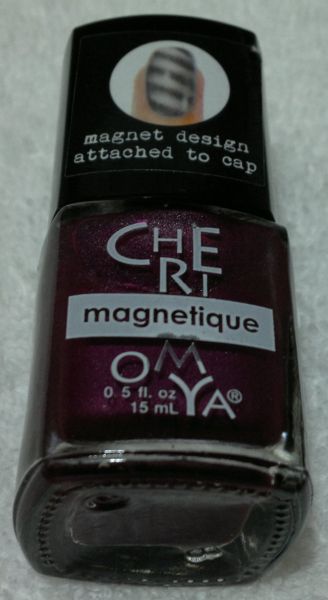 magnet design
attached to cap
CHE
RI
magnetique
OMYA®
0.5 fl. oz
15 mL